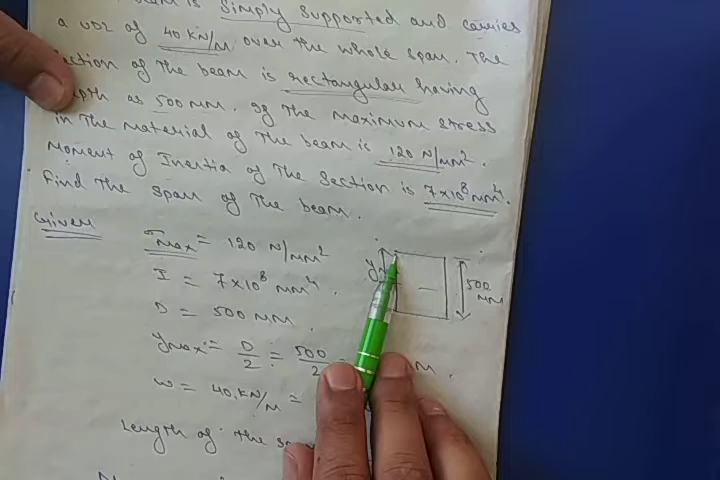 is simply supported and carries
a UDL of 40 KN/M over the whole span. The
section of the beam is rectangular having
depth as 500 MM. If the maximum stress
in the material of the beam is 120 N/MM².
Moment of Inertia of the section is 7×10⁸ MM⁴.
Find the span of the beam.
Given
σmax = 120 N/MM²
I = 7×10⁸ MM⁴.
D = 500 MM.
ymax = D/2 = 500/2 =
w = 40 KN/M =
Length of the
500
MM